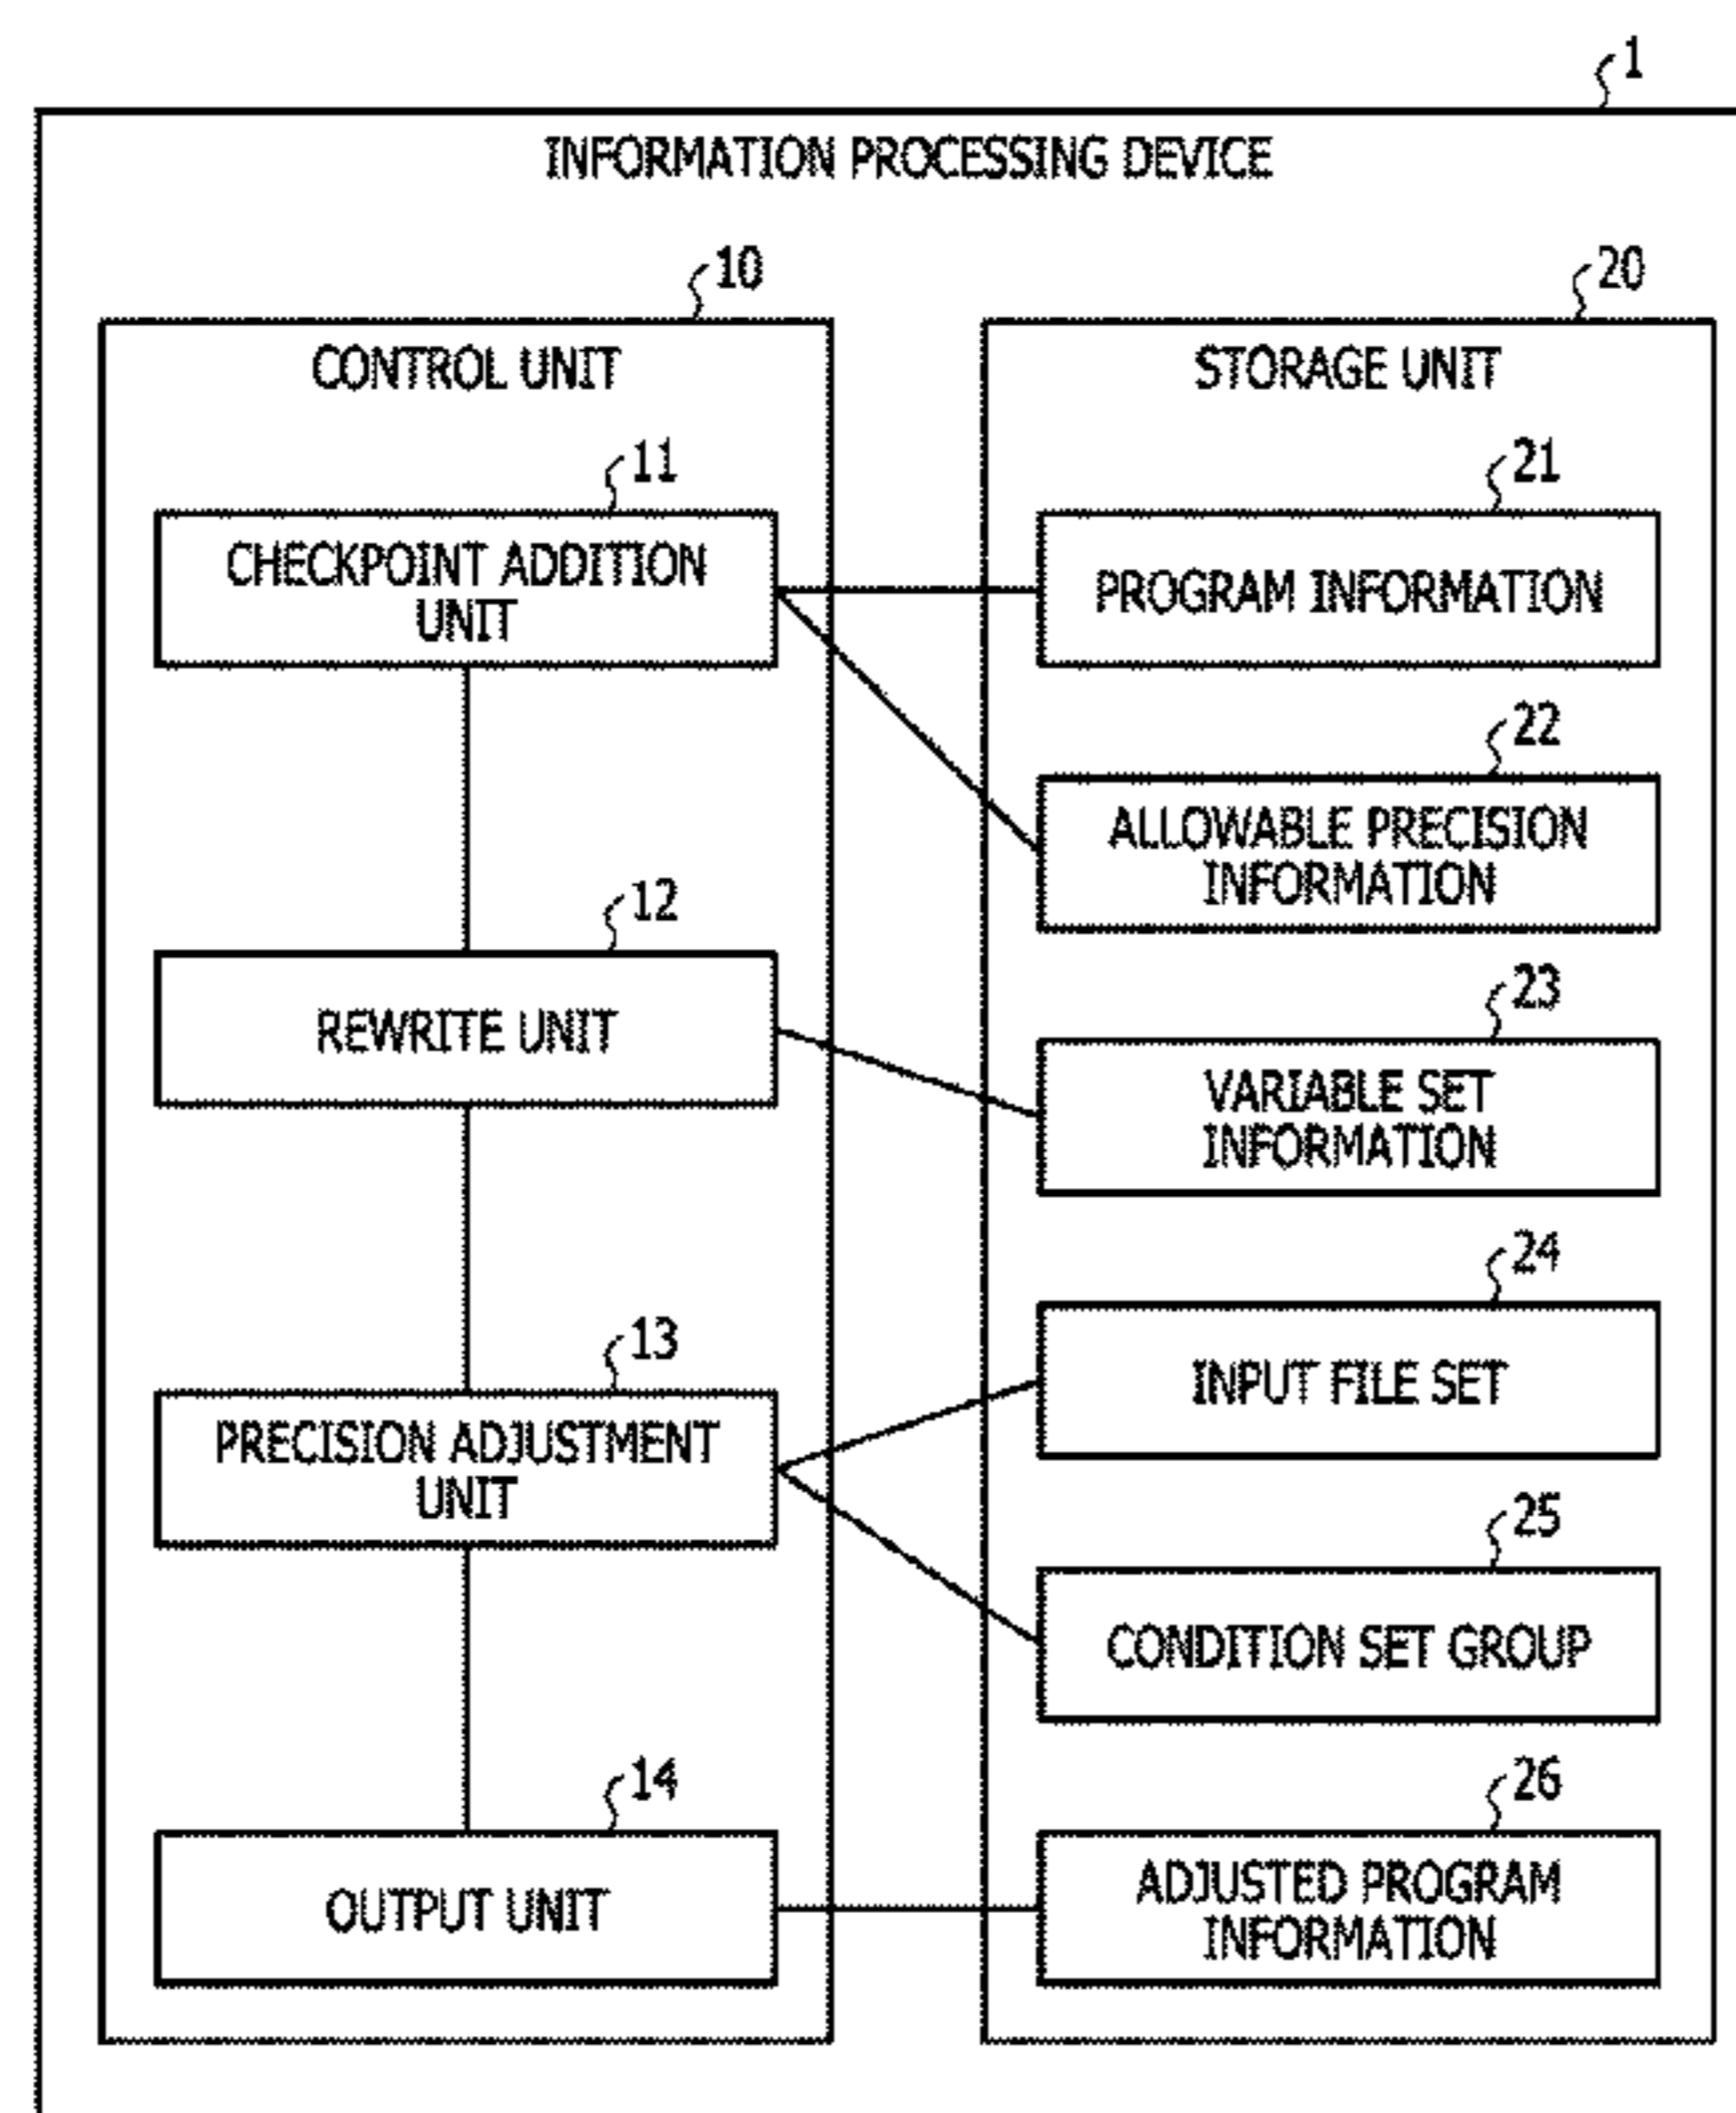 1
INFORMATION PROCESSING DEVICE
10
CONTROL UNIT
11
CHECKPOINT ADDITION
UNIT
12
REWRITE UNIT
13
PRECISION ADJUSTMENT
UNIT
14
OUTPUT UNIT
20
STORAGE UNIT
21
PROGRAM INFORMATION
22
ALLOWABLE PRECISION
INFORMATION
23
VARIABLE SET
INFORMATION
24
INPUT FILE SET
25
CONDITION SET GROUP
26
ADJUSTED PROGRAM
INFORMATION